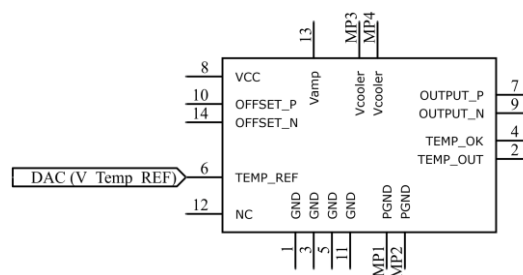 13
MP3
MP4
8
VCC
Vamp
Vcooler
Vcooler
7
OUTPUT_P
10
OFFSET_P
9
OUTPUT_N
14
OFFSET_N
4
TEMP_OK
2
TEMP_OUT
DAC (V_Temp_REF)
6
TEMP_REF
12
NC
GND
GND
GND
GND
PGND
PGND
1
3
5
11
MP1
MP2